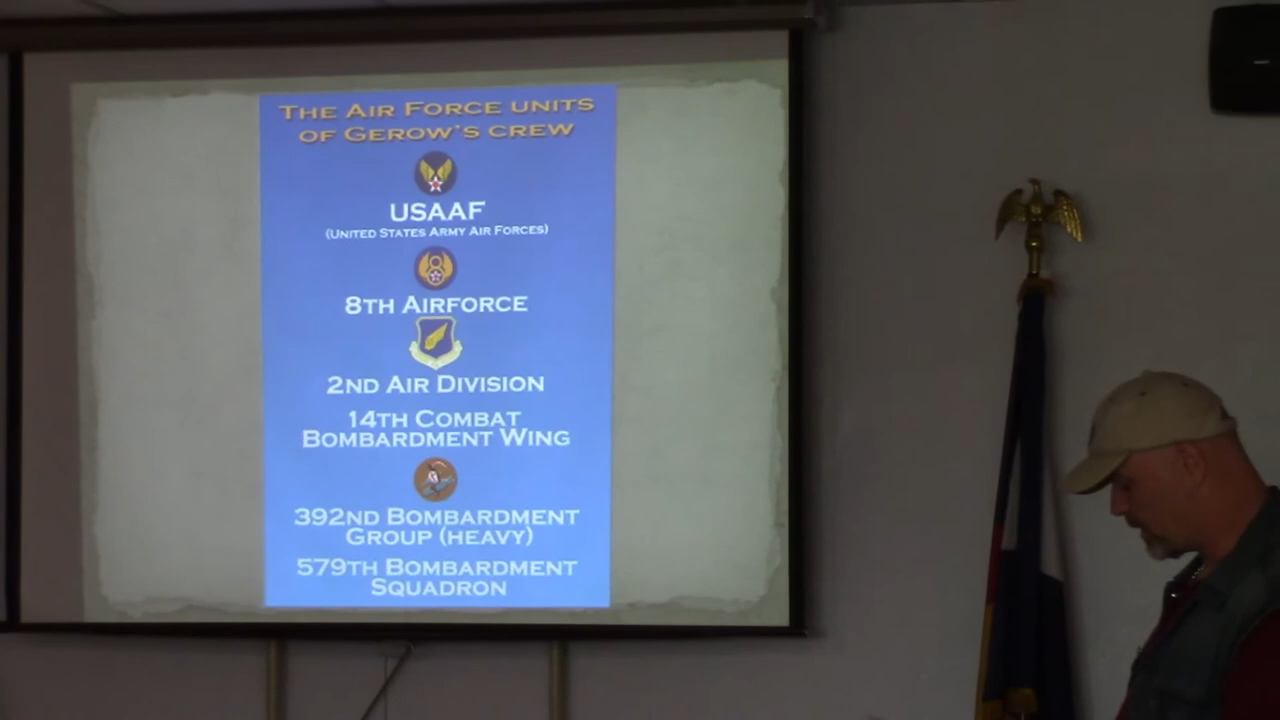 The Air Force units
of Gerow's crew
USAAF
(United States Army Air Forces)
8th Airforce
2nd Air Division
14th Combat
Bombardment Wing
392nd Bombardment
Group (heavy)
579th Bombardment
Squadron